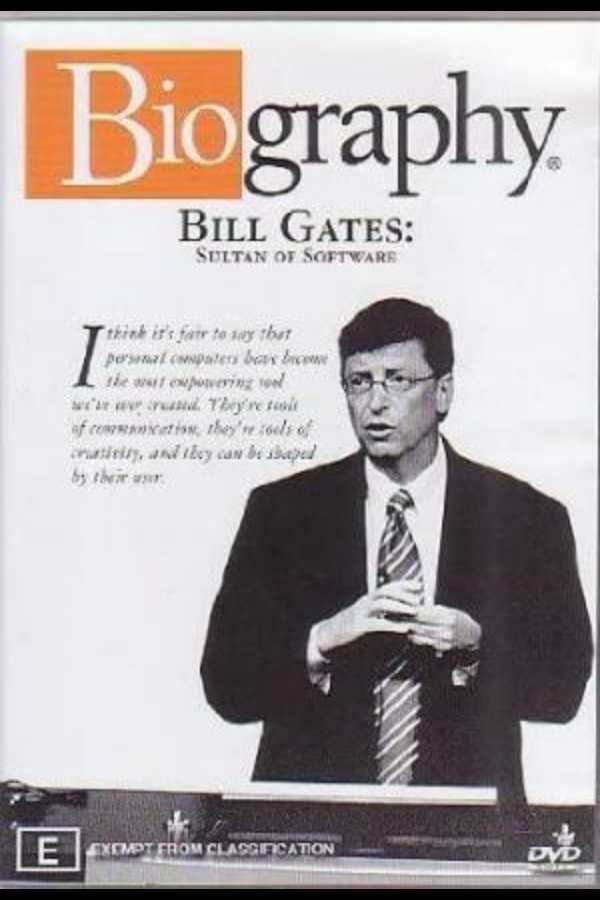 Biography®
BILL GATES:
SULTAN OF SOFTWARE
I think it's fair to say that
personal computers have become
the most empowering tool
we've ever created. They're tools
of communication, they're tools of
creativity, and they can be shaped
by their user.
E EXEMPT FROM CLASSIFICATION
DVD